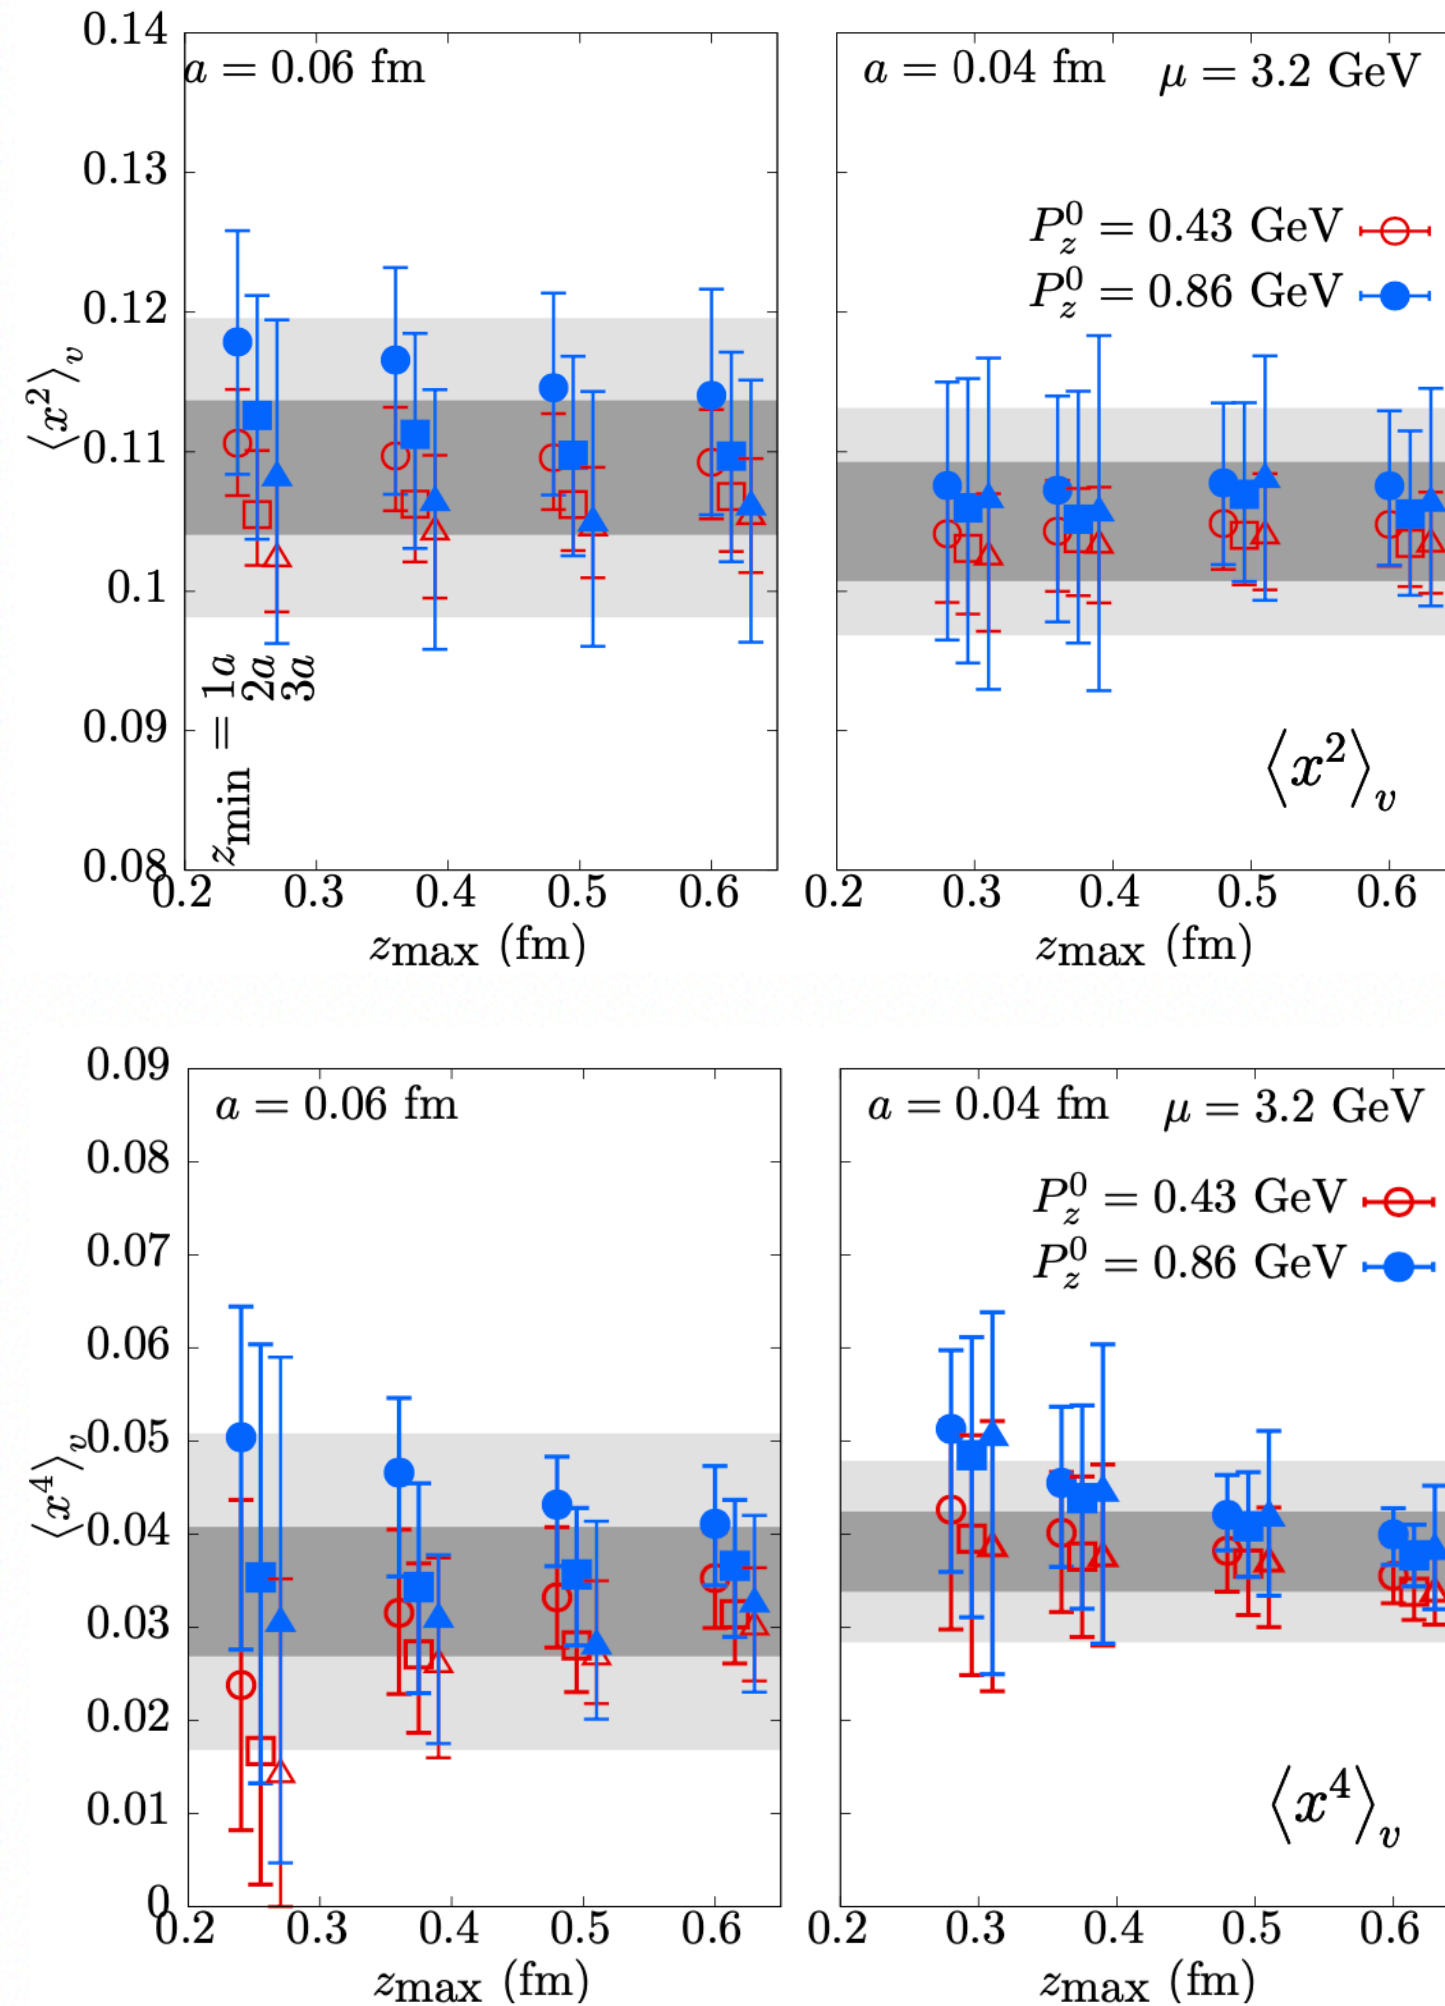 0.14
a = 0.06 fm
a = 0.04 fm μ = 3.2 GeV
0.13
P_z^0 = 0.43 GeV
P_z^0 = 0.86 GeV
0.12
⟨x^2⟩_v
0.11
0.1
z_min = 1a
2a
3a
0.09
⟨x^2⟩_v
0.08
0.2 0.3 0.4 0.5 0.6
0.2 0.3 0.4 0.5 0.6
z_max (fm)
z_max (fm)
0.09
a = 0.06 fm
a = 0.04 fm μ = 3.2 GeV
0.08
P_z^0 = 0.43 GeV
0.07
P_z^0 = 0.86 GeV
0.06
0.05
⟨x^4⟩_v
0.04
0.03
0.02
0.01
⟨x^4⟩_v
0
0.2 0.3 0.4 0.5 0.6
0.2 0.3 0.4 0.5 0.6
z_max (fm)
z_max (fm)